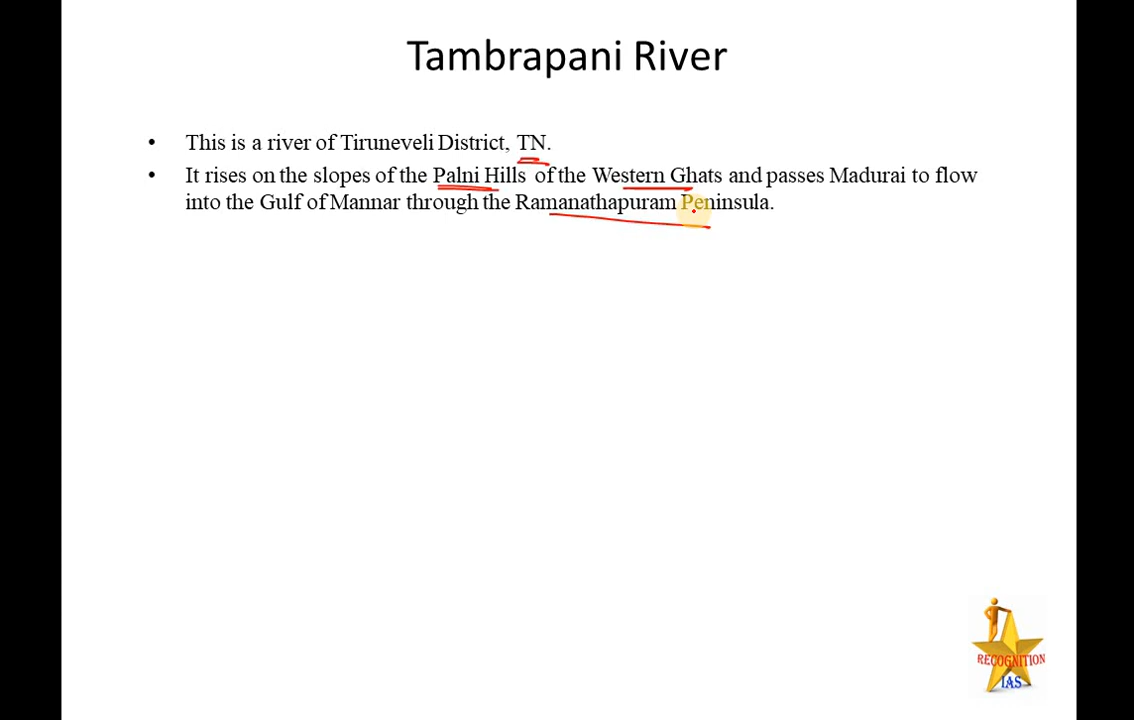 Tambrapani River
• This is a river of Tiruneveli District, TN.
• It rises on the slopes of the Palni Hills of the Western Ghats and passes Madurai to flow
into the Gulf of Mannar through the Ramanathapuram Peninsula.
RECOGNITION
IAS